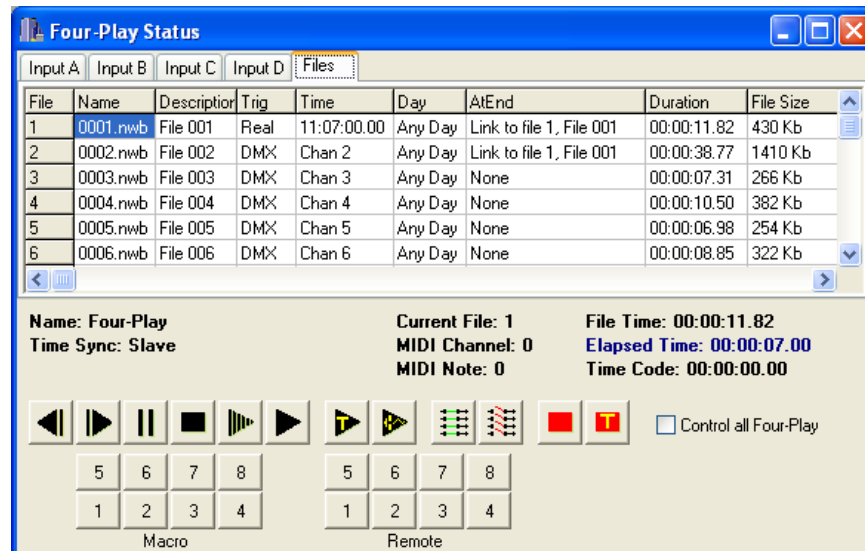 Four-Play Status
Input A Input B Input C Input D Files
File Name Description Trig Time Day AtEnd Duration File Size
1 0001.nwb File 001 Real 11:07:00.00 Any Day Link to file 1, File 001 00:00:11.82 430 Kb
2 0002.nwb File 002 DMX Chan 2 Any Day Link to file 1, File 001 00:00:38.77 1410 Kb
3 0003.nwb File 003 DMX Chan 3 Any Day None 00:00:07.31 266 Kb
4 0004.nwb File 004 DMX Chan 4 Any Day None 00:00:10.50 382 Kb
5 0005.nwb File 005 DMX Chan 5 Any Day None 00:00:06.98 254 Kb
6 0006.nwb File 006 DMX Chan 6 Any Day None 00:00:08.85 322 Kb
Name: Four-Play Current File: 1 File Time: 00:00:11.82
Time Sync: Slave MIDI Channel: 0 Elapsed Time: 00:00:07.00
MIDI Note: 0 Time Code: 00:00:00.00
T T Control all Four-Play
5 6 7 8 5 6 7 8
1 2 3 4 1 2 3 4
Macro Remote